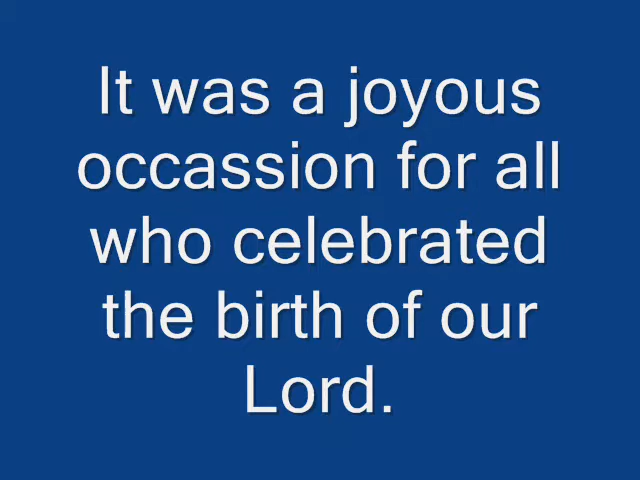 It was a joyous
occassion for all
who celebrated
the birth of our
Lord.